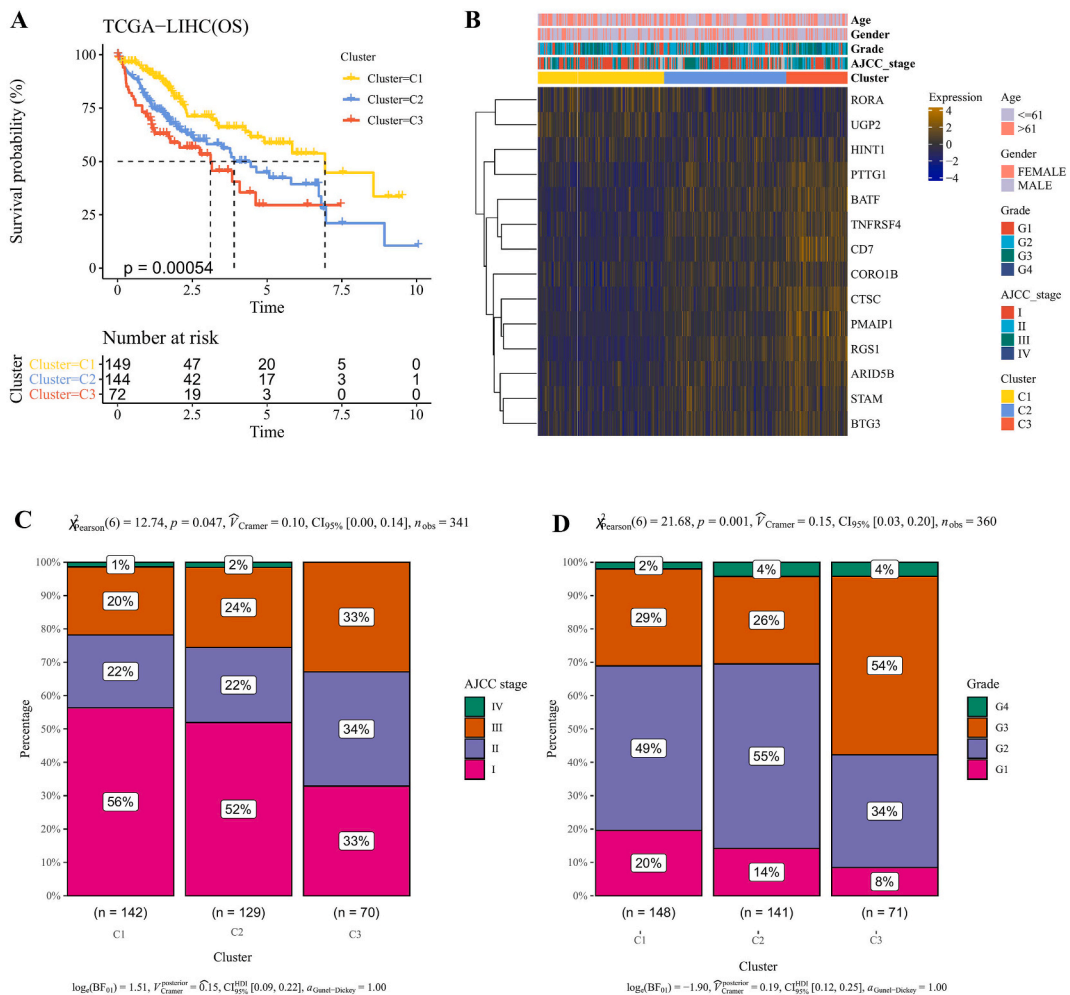 A
TCGA−LIHC(OS)
Survival probability (%)
100
75
50
25
0
Cluster
Cluster=C1
Cluster=C2
Cluster=C3
p = 0.00054
0
2.5
5
7.5
10
Time
Number at risk
Cluster
Cluster=C1 149 47 20 5 0
Cluster=C2 144 42 17 3 1
Cluster=C3 72 19 3 0 0
0 2.5 5 7.5 10
Time
B
Age
Gender
Grade
AJCC_stage
Cluster
RORA
UGP2
HINT1
PTTG1
BATF
TNFRSF4
CD7
CORO1B
CTSC
PMAIP1
RGS1
ARID5B
STAM
BTG3
Expression
4
2
0
−2
−4
Age
<=61
>61
Gender
FEMALE
MALE
Grade
G1
G2
G3
G4
AJCC_stage
I
II
III
IV
Cluster
C1
C2
C3
C
χ²Pearson(6) = 12.74, p = 0.047, V̂Cramer = 0.10, CI95% [0.00, 0.14], nobs = 341
Percentage
100%
90%
80%
70%
60%
50%
40%
30%
20%
10%
0%
1%
20%
22%
56%
2%
24%
22%
52%
33%
34%
33%
(n = 142) (n = 129) (n = 70)
C1 C2 C3
Cluster
AJCC stage
IV
III
II
I
loge(BF01) = 1.51, V̂posteriorCramer = 0.15, CIHDI95% [0.09, 0.22], aGunel−Dickey = 1.00
D
χ²Pearson(6) = 21.68, p = 0.001, V̂Cramer = 0.15, CI95% [0.03, 0.20], nobs = 360
Percentage
100%
90%
80%
70%
60%
50%
40%
30%
20%
10%
0%
2%
29%
49%
20%
4%
26%
55%
14%
4%
54%
34%
8%
(n = 148) (n = 141) (n = 71)
C1 C2 C3
Cluster
Grade
G4
G3
G2
G1
loge(BF01) = −1.90, V̂posteriorCramer = 0.19, CIHDI95% [0.12, 0.25], aGunel−Dickey = 1.00